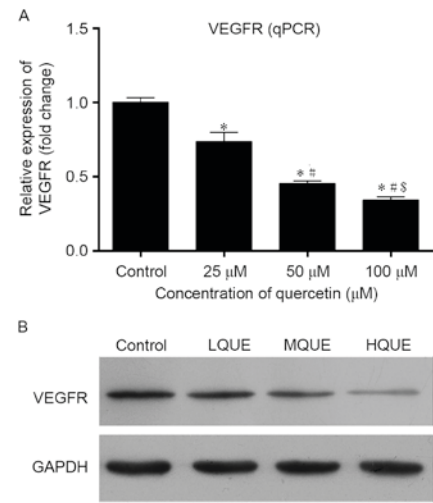 A
VEGFR (qPCR)
Relative expression of
VEGFR (fold change)
1.5
1.0
0.5
0.0
*
* #
* # $
Control 25 μM 50 μM 100 μM
Concentration of quercetin (μM)
B
Control LQUE MQUE HQUE
VEGFR
GAPDH